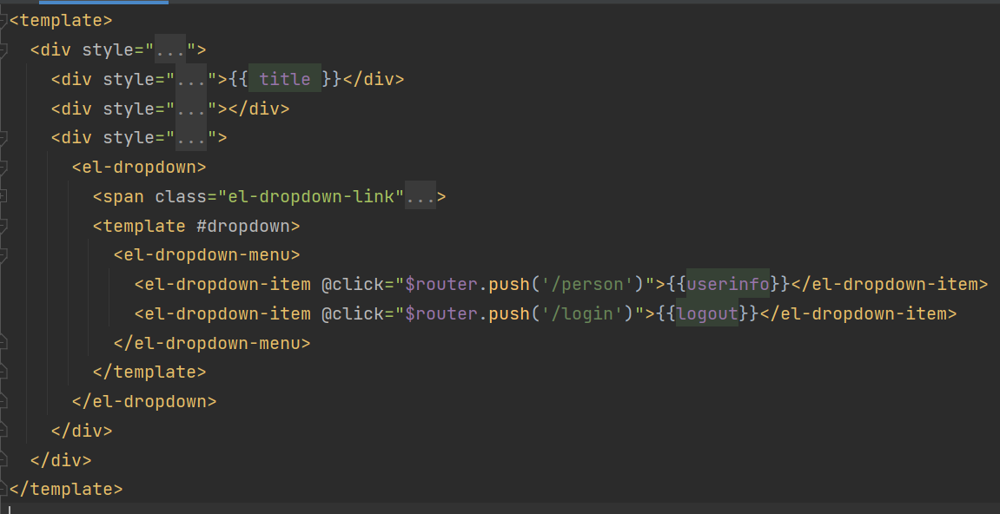 <template>
<div style="...">
<div style="...">{{ title }}</div>
<div style="..."></div>
<div style="...">
<el-dropdown>
<span class="el-dropdown-link"...>
<template #dropdown>
<el-dropdown-menu>
<el-dropdown-item @click="$router.push('/person')">{{userinfo}}</el-dropdown-item>
<el-dropdown-item @click="$router.push('/login')">{{logout}}</el-dropdown-item>
</el-dropdown-menu>
</template>
</el-dropdown>
</div>
</div>
</template>